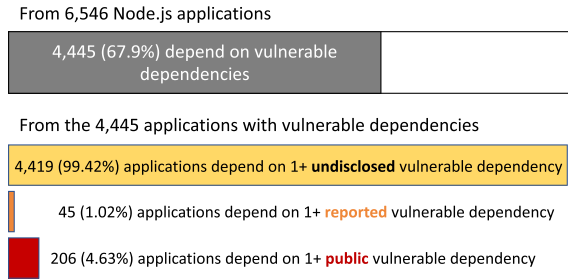 From 6,546 Node.js applications
4,445 (67.9%) depend on vulnerable
dependencies
From the 4,445 applications with vulnerable dependencies
4,419 (99.42%) applications depend on 1+ undisclosed vulnerable dependency
45 (1.02%) applications depend on 1+ reported vulnerable dependency
206 (4.63%) applications depend on 1+ public vulnerable dependency